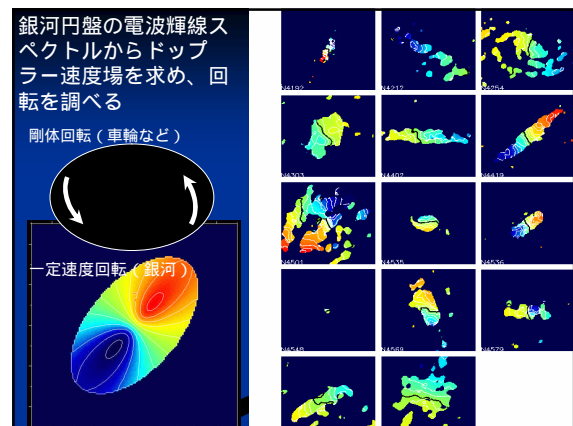 銀河円盤の電波輝線ス
ペクトルからドップ
ラー速度場を求め、回
転を調べる
剛体回転（車輪など）
一定速度回転（銀河）
N4192
N4212
N4254
N4303
N4402
N4419
N4501
N4535
N4536
N4548
N4569
N4579